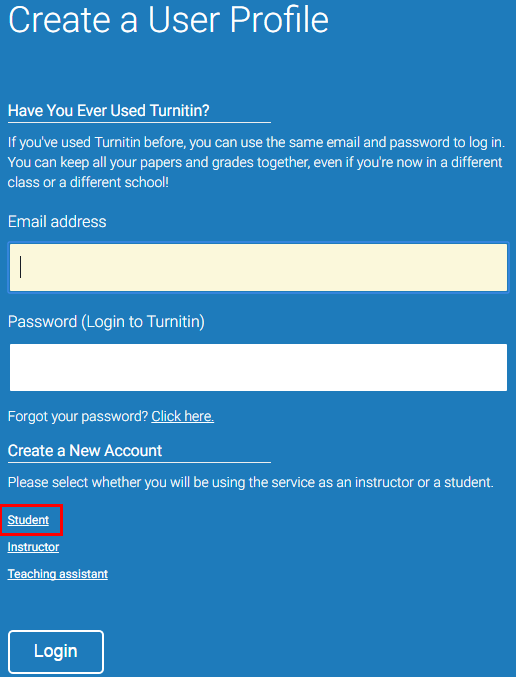 Create a User Profile
Have You Ever Used Turnitin?
If you've used Turnitin before, you can use the same email and password to log in.
You can keep all your papers and grades together, even if you're now in a different
class or a different school!
Email address
Password (Login to Turnitin)
Forgot your password? Click here.
Create a New Account
Please select whether you will be using the service as an instructor or a student.
Student
Instructor
Teaching assistant
Login